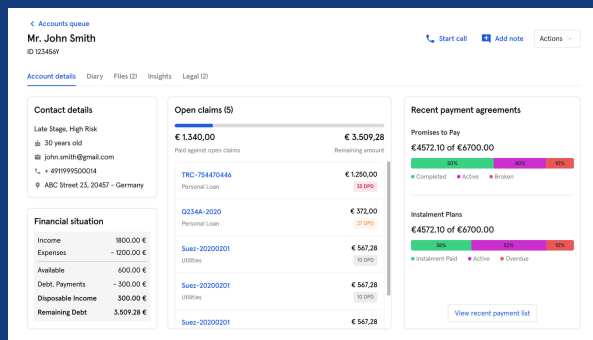 Accounts queue
Mr. John Smith
ID 123456Y
Start call
Add note
Actions
Account details
Diary
Files (2)
Insights
Legal (2)
Contact details
Late Stage, High Risk
30 years old
john.smith@gmail.com
+ 4911999500014
ABC Street 23, 20457 - Germany
Financial situation
Income 1800.00 €
Expenses - 1200.00 €
Available 600.00 €
Debt. Payments - 300.00 €
Disposable Income 300.00 €
Remaining Debt 3.509.28 €
Open claims (5)
€ 1.340,00 € 3.509,28
Paid against open claims Remaining amount
TRC-754470446 € 1.250,00
Personal Loan 35 DPD
Q234A-2020 € 372,00
Personal Loan 27 DPD
Suez-20200201 € 567,28
Utilities 10 DPD
Suez-20200201 € 567,28
Utilities 10 DPD
Suez-20200201 € 567,28
Recent payment agreements
Promises to Pay
€4572.10 of €6700.00
50% 40% 10%
Completed Active Broken
Instalment Plans
€4572.10 of €6700.00
52% 10%
Instalment Paid Active Overdue
View recent payment list